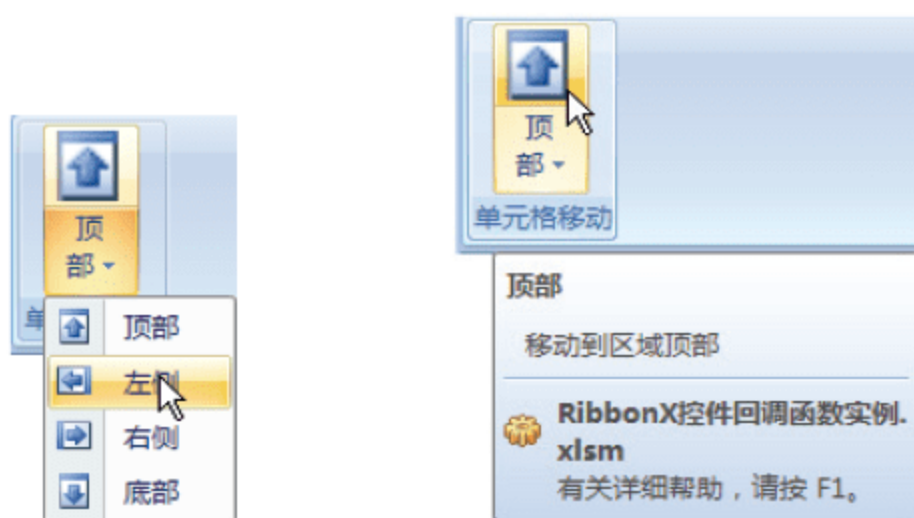 顶
部
单
顶部
左侧
右侧
底部
顶
部
单元格移动
顶部
移动到区域顶部
RibbonX控件回调函数实例.
xlsm
有关详细帮助，请按 F1。